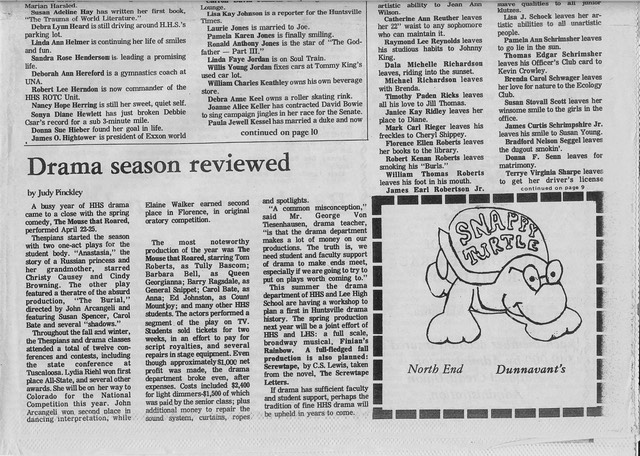 Marian Harsled.
Susan Adeline Hay has written her first book,
"The Trauma of World Literature."
Debra Lynn Heard is still driving around H.H.S.'s
parking lot.
Linda Ann Helmer is continuing her life of smiles
and fun.
Sandra Rose Henderson is leading a promising
life.
Deborah Ann Hereford is a gymnastics coach at
UNA.
Robert Lee Herndon is now commander of the
HHS ROTC Unit.
Nancy Hope Herring is still her sweet, quiet self.
Sonya Diane Hewlett has just broken Debbie
Csar's record for a sub 3-minute mile.
Donna Sue Hieber found her goal in life.
James O. Hightower is president of Exxon world
Lounge.
Lisa Kay Johnson is a reporter for the Huntsville
Times.
Laurie Jones is married to Joe.
Pamela Karen Jones is finally smiling.
Ronald Anthony Jones is the star of "The God-
father — Part III."
Linda Faye Jordan is on Soul Train.
Willis Young Jordan fixes cars at Tommy King's
used car lot.
William Charles Keathley owns his own beverage
store.
Debra Anne Keel owns a roller skating rink.
Joanne Alice Keller has contracted David Bowie
to sing campaign jingles in her race for the Senate.
Paula Jewell Kessel has married a duke and now
continued on page 10
artistic ability to Jean Ann
Wilson.
Catherine Ann Reuther leaves
her 22" waist to anyone show
who can maintain it.
Raymond Lee Reynolds leaves
his studious habits to Johnny
King.
Dala Michelle Richardson
leaves, riding into the sunset.
Michael Richardson leaves
with Brenda.
Timothy Paden Ricks leaves
all his love to Jill Thomas.
Janice Kay Ridley leaves her
place to Diane.
Mark Carl Rieger leaves his
freckles to Cheryl Shippey.
Florence Ellen Roberts leaves
her books to the library.
Robert Kenan Roberts leaves
smoking his "Buris."
William Thomas Roberts
leaves his foot in his mouth.
James Earl Robertson Jr.
Lisa J. Schock leaves her ar-
tistic abilities to all unartistic
people.
Pamela Ann Schrimsher leaves
to go lie in the sun.
Thomas Edgar Schrimsher
leaves his Officer's Club card to
Kevin Crowley.
Brenda Carol Schwager leaves
her love for nature to the Ecology
Club.
Susan Stovall Scott leaves her
winsome smile to the girls in the
office.
James Curtis Schrimpshire Jr.
leaves his smile to Susan Young.
Bradford Nelson Seggel leaves
the dugout smoking.
Donna F. Senn leaves for
matrimony.
Terrye Virginia Sharpe leaves
to get her driver's license
continued on page 9
Drama season reviewed
by Judy Pinckley
A busy year of HHS drama
came to a close with the spring
comedy, The Mouse that Roared,
performed April 23-25.
Thespians started the season
with two one-act plays for the
student body. "Anastasia," the
story of a Russian princess and
her grandmother, starred
Christy Causey and Cindy
Browning. The other play
featured a theatre of the absurd
production, "The Burial,"
directed by John Arcangeli and
featuring Susan Spencer, Carol
Bate and several "shadows."
Throughout the fall and winter,
the Thespians and drama classes
attended a total of twelve con-
ferences and contests, including
the state conference at
Tuscaloosa. Lydia Riehl won first
place All-State, and several other
awards. She will be on her way to
Colorado for the National
Competition this year. John
Arcangeli won second place in
dancing interpretation, while
Elaine Walker earned second
place in Florence, in original
oratory competition.
The most noteworthy
production of the year was The
Mouse that Roared, starring Tom
Roberts, as Tully Bascom;
Barbara Bell, as Queen
Georgianna; Barry Ragsdale, as
General Snippet; Carol Bate, as
Anna; Ed Johnston, as Count
Mountjoy; and many other HHS
students. The actors performed a
segment of the play on TV.
Students sold tickets for two
weeks, in an effort to pay for
script royalties, and several
repairs in stage equipment. Even
though approximately $1,000 net
profit was made, the drama
department broke even, after
expenses. Costs included $2,400
for light dimmers-$1,500 of which
was paid by the senior class; plus
additional money to repair the
sound system, curtains, ropes
and spotlights.
"A common misconception,"
said Mr. George Von
Tiesenhausen, drama teacher,
"is that the drama department
makes a lot of money on our
productions. The truth is, we
need student and faculty support
of drama to make ends meet,
especially if we are going to try to
put on plays worth coming to."
This summer the drama
department of HHS and Lee High
School are having a workshop to
plan a first in Huntsville drama
history. The spring production
next year will be a joint effort of
HHS and LHS: a full scale,
broadway musical, Finian's
Rainbow. A full-fledged fall
production is also planned:
Screwtape, by C.S. Lewis, taken
from the novel, The Screwtape
Letters.
If drama has sufficient faculty
and student support, perhaps the
tradition of fine HHS drama will
be upheld in years to come.
SNAPPY
TURTLE
North End Dunnavant's